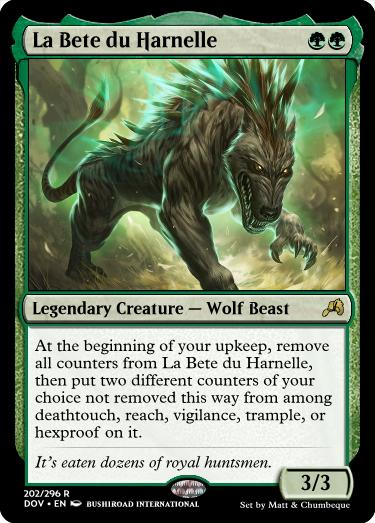 La Bete du Harnelle
Legendary Creature — Wolf Beast
At the beginning of your upkeep, remove
all counters from La Bete du Harnelle,
then put two different counters of your
choice not removed this way from among
deathtouch, reach, vigilance, trample, or
hexproof on it.
It's eaten dozens of royal huntsmen.
3/3
202/296 R
DOV • EN BUSHIROAD INTERNATIONAL
Set by Matt & Chumbeque